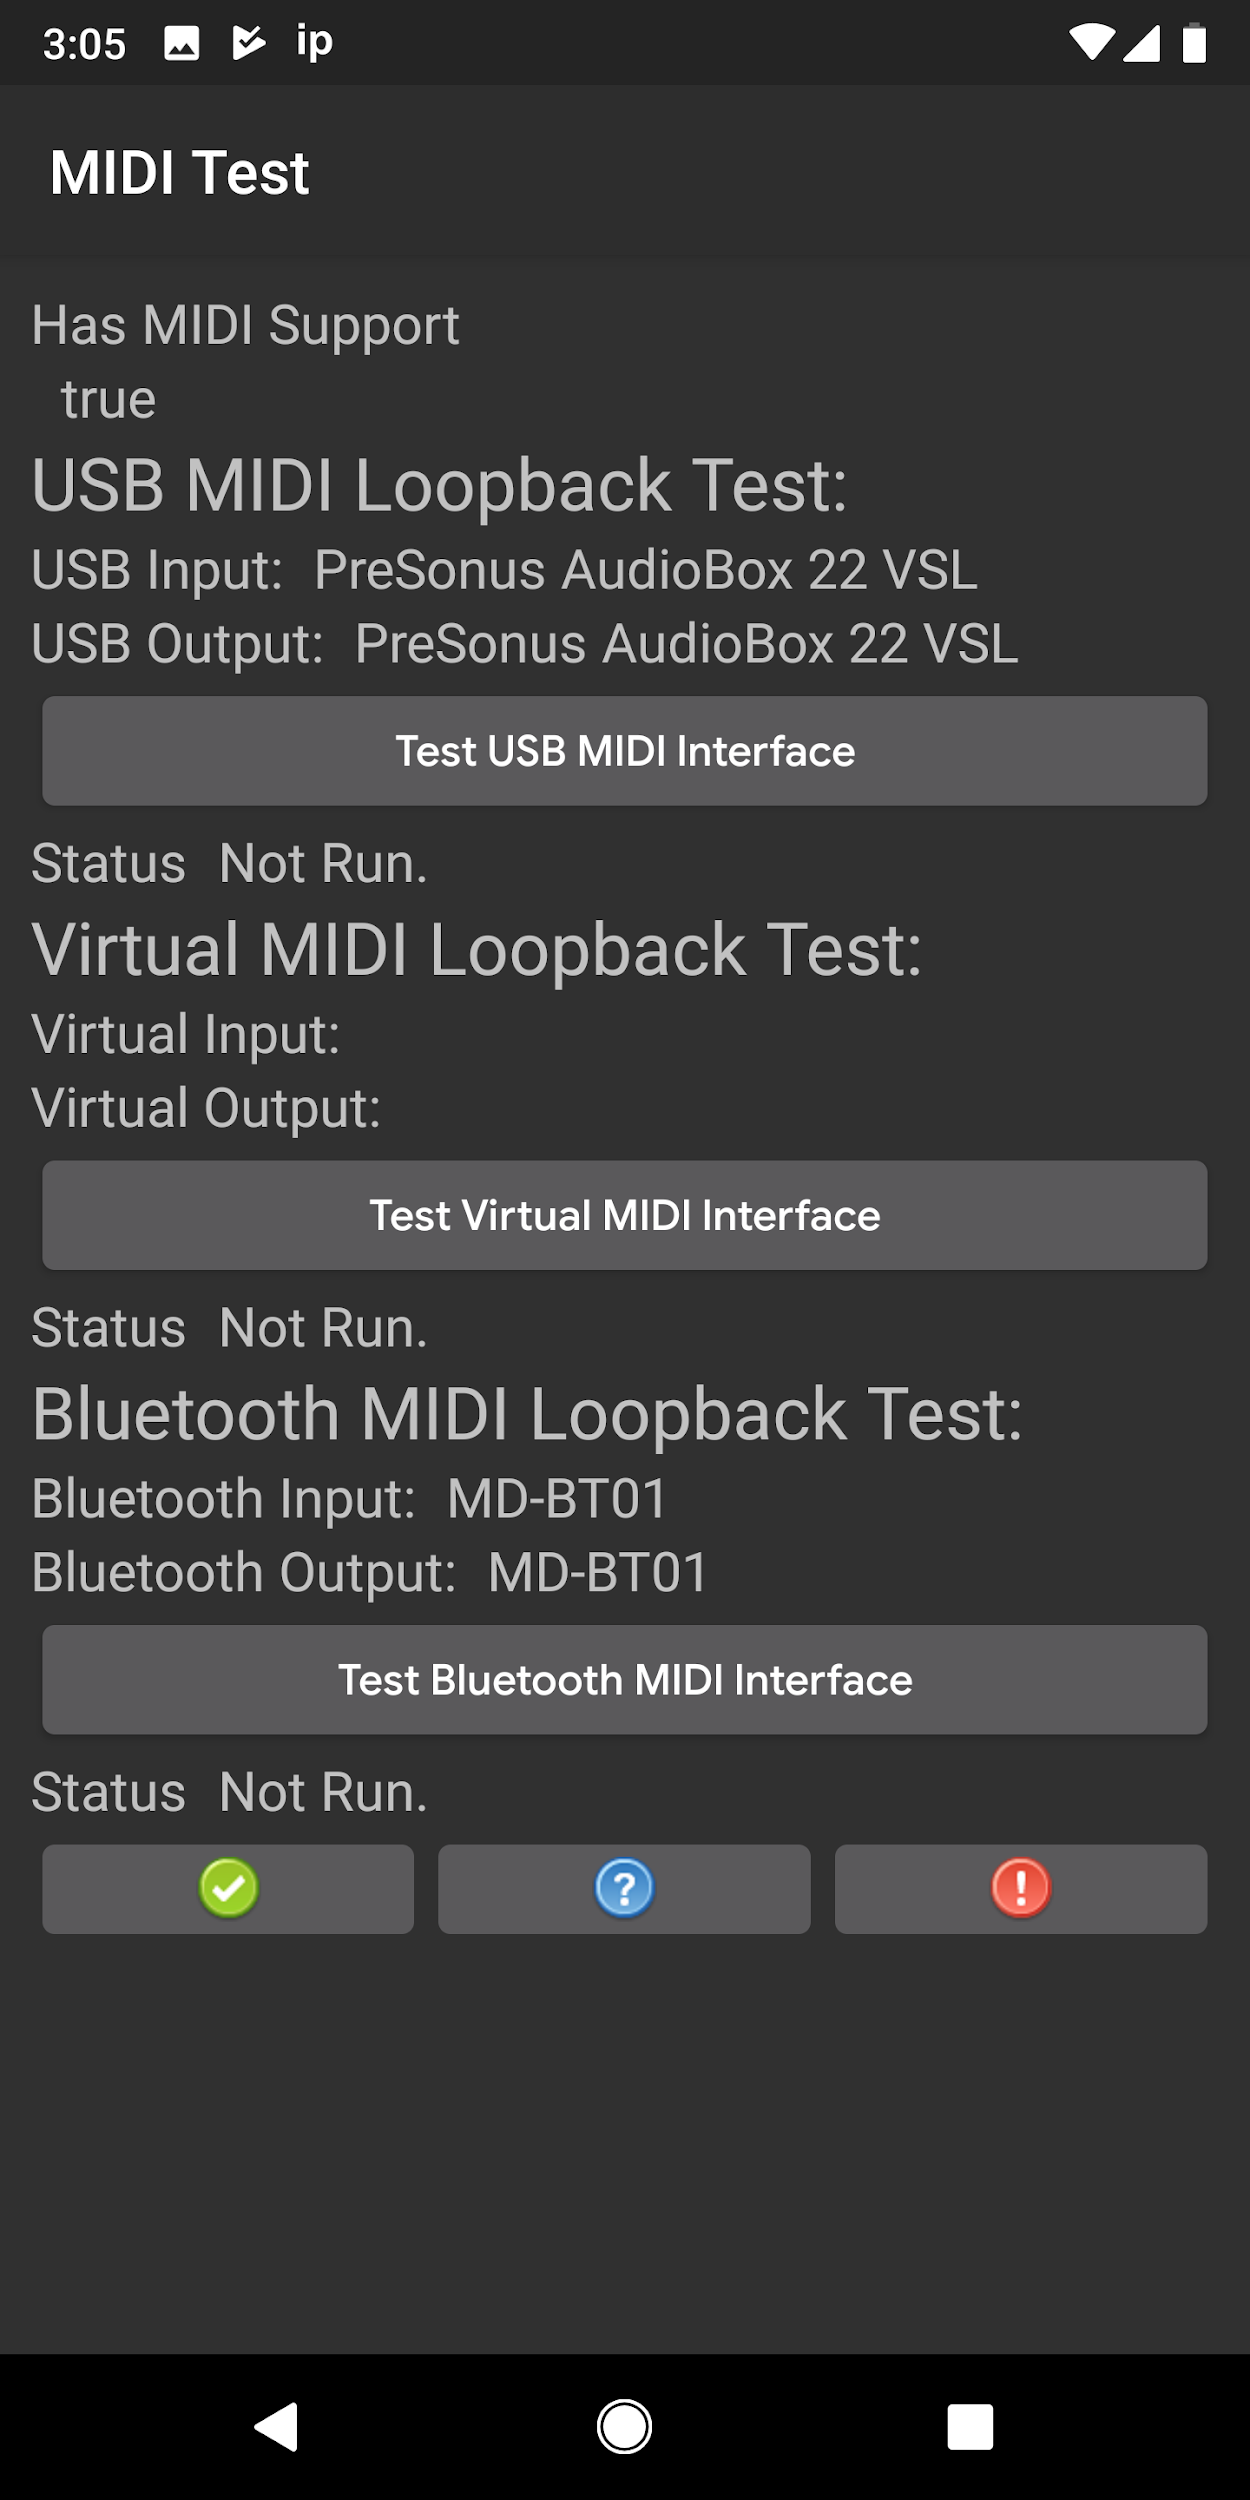 3:05 ip
MIDI Test
Has MIDI Support
true
USB MIDI Loopback Test:
USB Input: PreSonus AudioBox 22 VSL
USB Output: PreSonus AudioBox 22 VSL
Test USB MIDI Interface
Status Not Run.
Virtual MIDI Loopback Test:
Virtual Input:
Virtual Output:
Test Virtual MIDI Interface
Status Not Run.
Bluetooth MIDI Loopback Test:
Bluetooth Input: MD-BT01
Bluetooth Output: MD-BT01
Test Bluetooth MIDI Interface
Status Not Run.